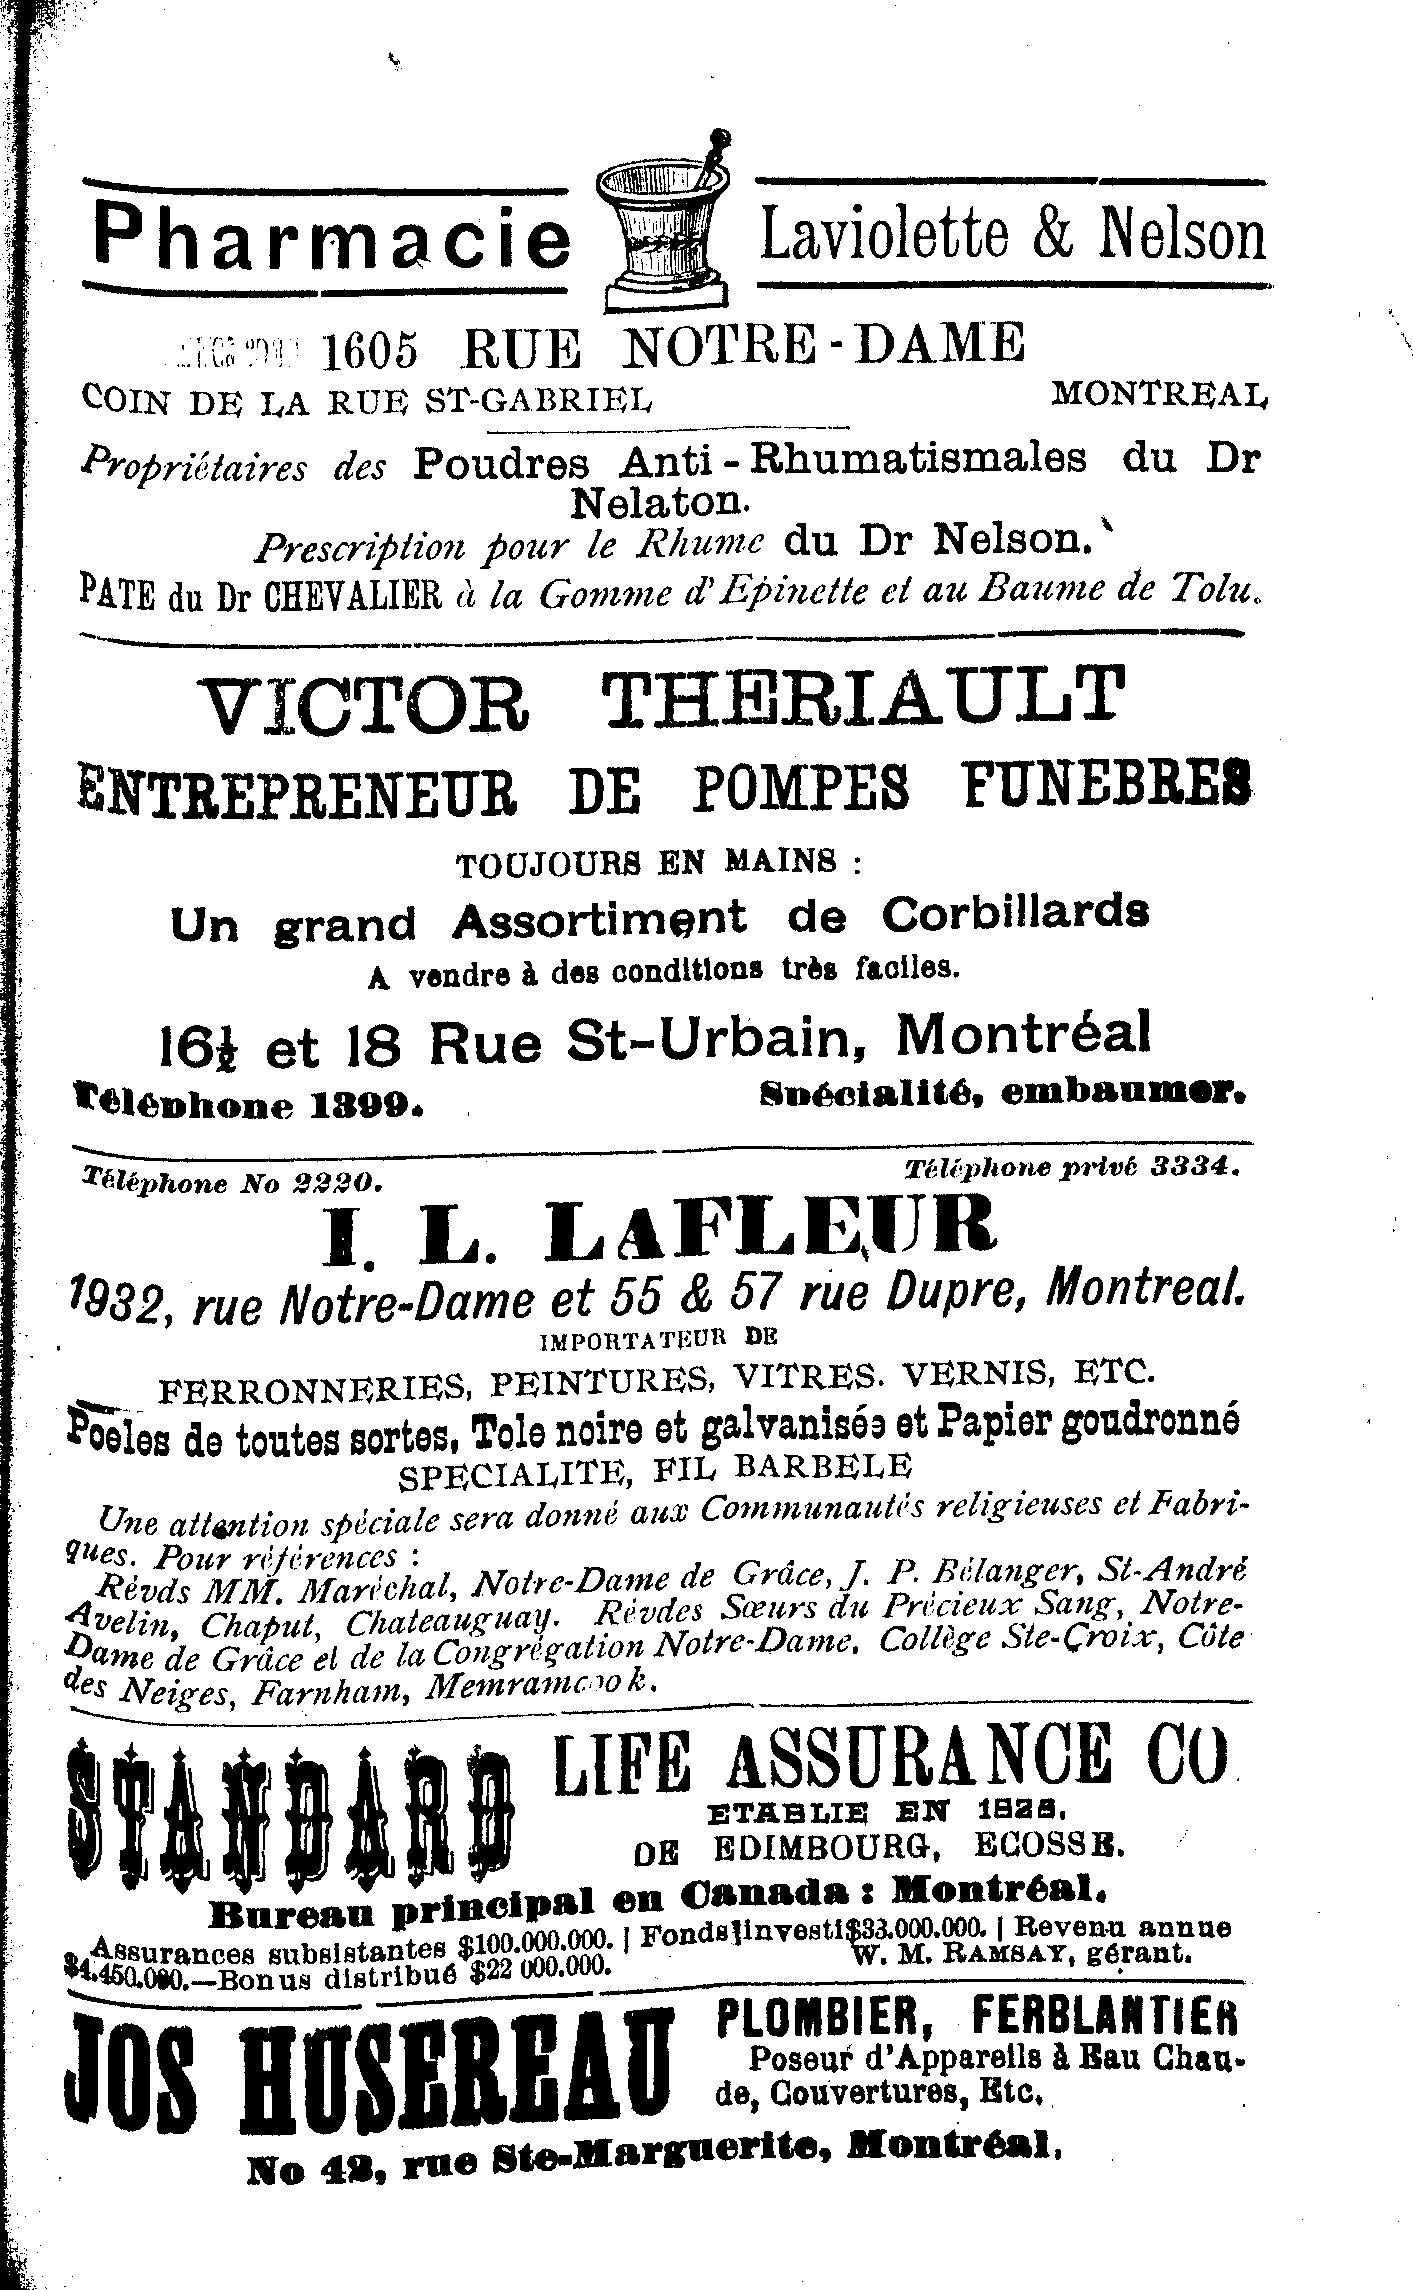 Pharmacie Laviolette & Nelson
1605 RUE NOTRE-DAME
COIN DE LA RUE ST-GABRIEL MONTREAL
Propriétaires des Poudres Anti-Rhumatismales du Dr
Nelaton.
Prescription pour le Rhume du Dr Nelson.
PATE du Dr CHEVALIER à la Gomme d'Epinette et au Baume de Tolu.
VICTOR THERIAULT
ENTREPRENEUR DE POMPES FUNEBRES
TOUJOURS EN MAINS :
Un grand Assortiment de Corbillards
A vendre à des conditions très faciles.
16½ et 18 Rue St-Urbain, Montréal
Téléphone 1399. Spécialité, embaumer.
Téléphone No 2220. Téléphone privé 3334.
I. L. LAFLEUR
1932, rue Notre-Dame et 55 & 57 rue Dupre, Montreal.
IMPORTATEUR DE
FERRONNERIES, PEINTURES, VITRES. VERNIS, ETC.
Poeles de toutes sortes, Tole noire et galvanisée et Papier goudronné
SPECIALITE, FIL BARBELE
Une attention spéciale sera donné aux Communautés religieuses et Fabri-
ques. Pour références :
Révds MM. Maréchal, Notre-Dame de Grâce, J. P. Bélanger, St-André
Avelin, Chaput, Chateauguay. Révdes Sœurs du Précieux Sang, Notre-
Dame de Grâce et de la Congrégation Notre-Dame. Collège Ste-Croix, Côte
des Neiges, Farnham, Memramcook.
STANDARD LIFE ASSURANCE CO
ETABLIE EN 1825.
DE EDIMBOURG, ECOSSE.
Bureau principal en Canada : Montréal.
Assurances subsistantes $100.000.000. | Fonds investi $33.000.000. | Revenu annue
$4.450.000.—Bonus distribué $22 000.000. W. M. RAMSAY, gérant.
JOS HUSEREAU PLOMBIER, FERBLANTIER
Poseur d'Appareils à Eau Chau-
de, Couvertures, Etc.
No 42, rue Ste-Marguerite, Montréal.